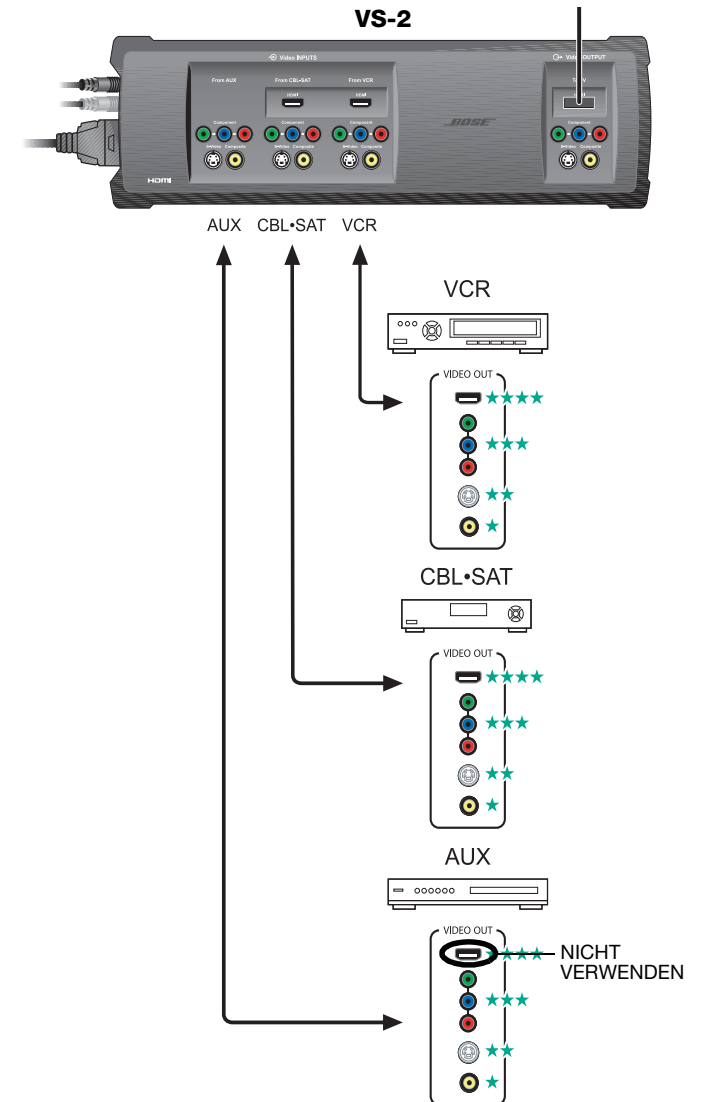 VS-2
Video INPUTS
Video OUTPUT
From AUX
From CBL•SAT
From VCR
HDMI
HDMI
Component
Component
Component
Component
S-Video Composite
S-Video Composite
S-Video Composite
S-Video Composite
BOSE
HDMI
AUX CBL•SAT VCR
VCR
VIDEO OUT
CBL•SAT
VIDEO OUT
AUX
VIDEO OUT
NICHT
VERWENDEN